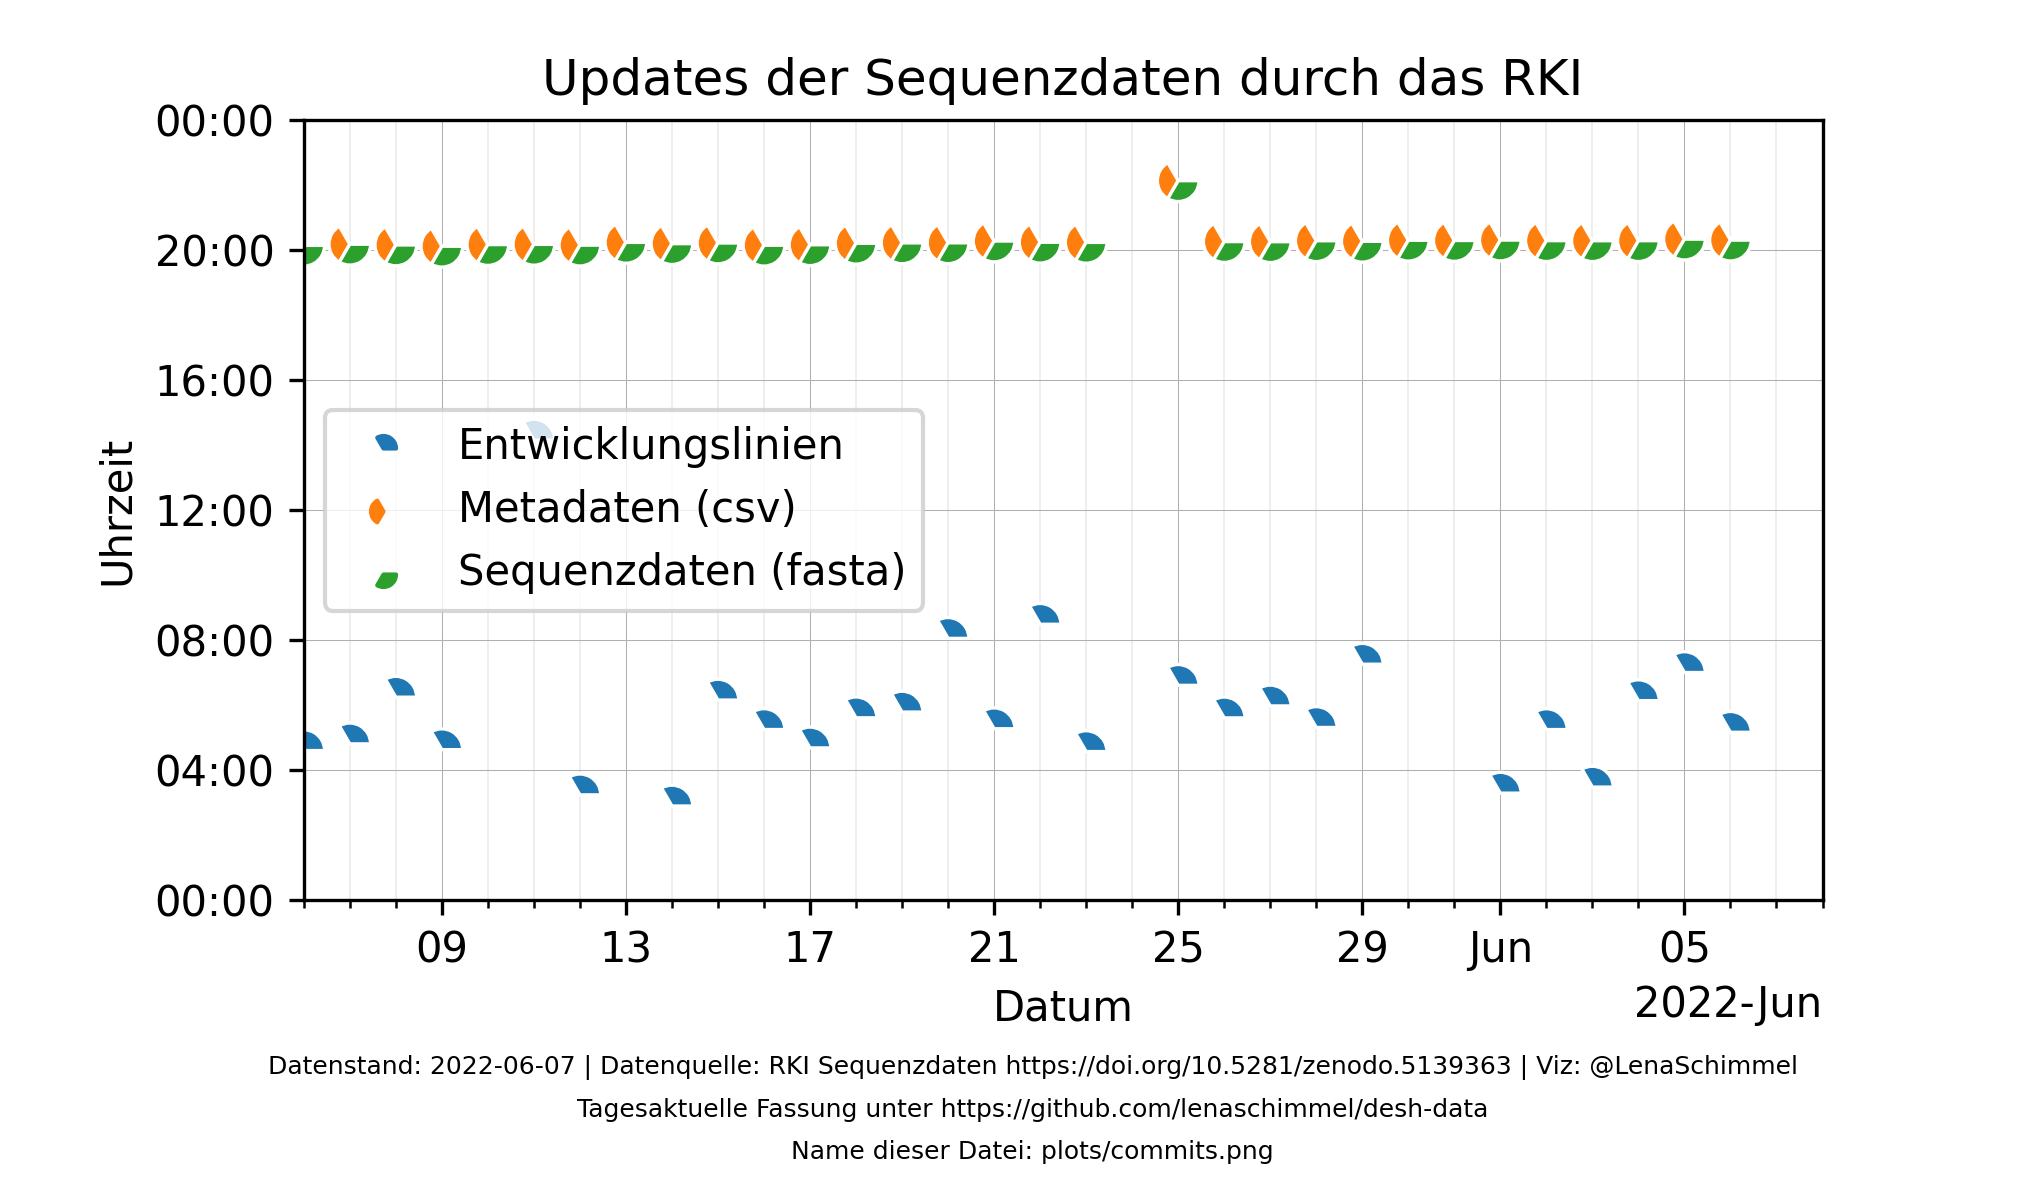 Updates der Sequenzdaten durch das RKI
00:00
20:00
16:00
12:00
08:00
04:00
00:00
Uhrzeit
Entwicklungslinien
Metadaten (csv)
Sequenzdaten (fasta)
09 13 17 21 25 29 Jun 05
Datum
2022-Jun
Datenstand: 2022-06-07 | Datenquelle: RKI Sequenzdaten https://doi.org/10.5281/zenodo.5139363 | Viz: @LenaSchimmel
Tagesaktuelle Fassung unter https://github.com/lenaschimmel/desh-data
Name dieser Datei: plots/commits.png